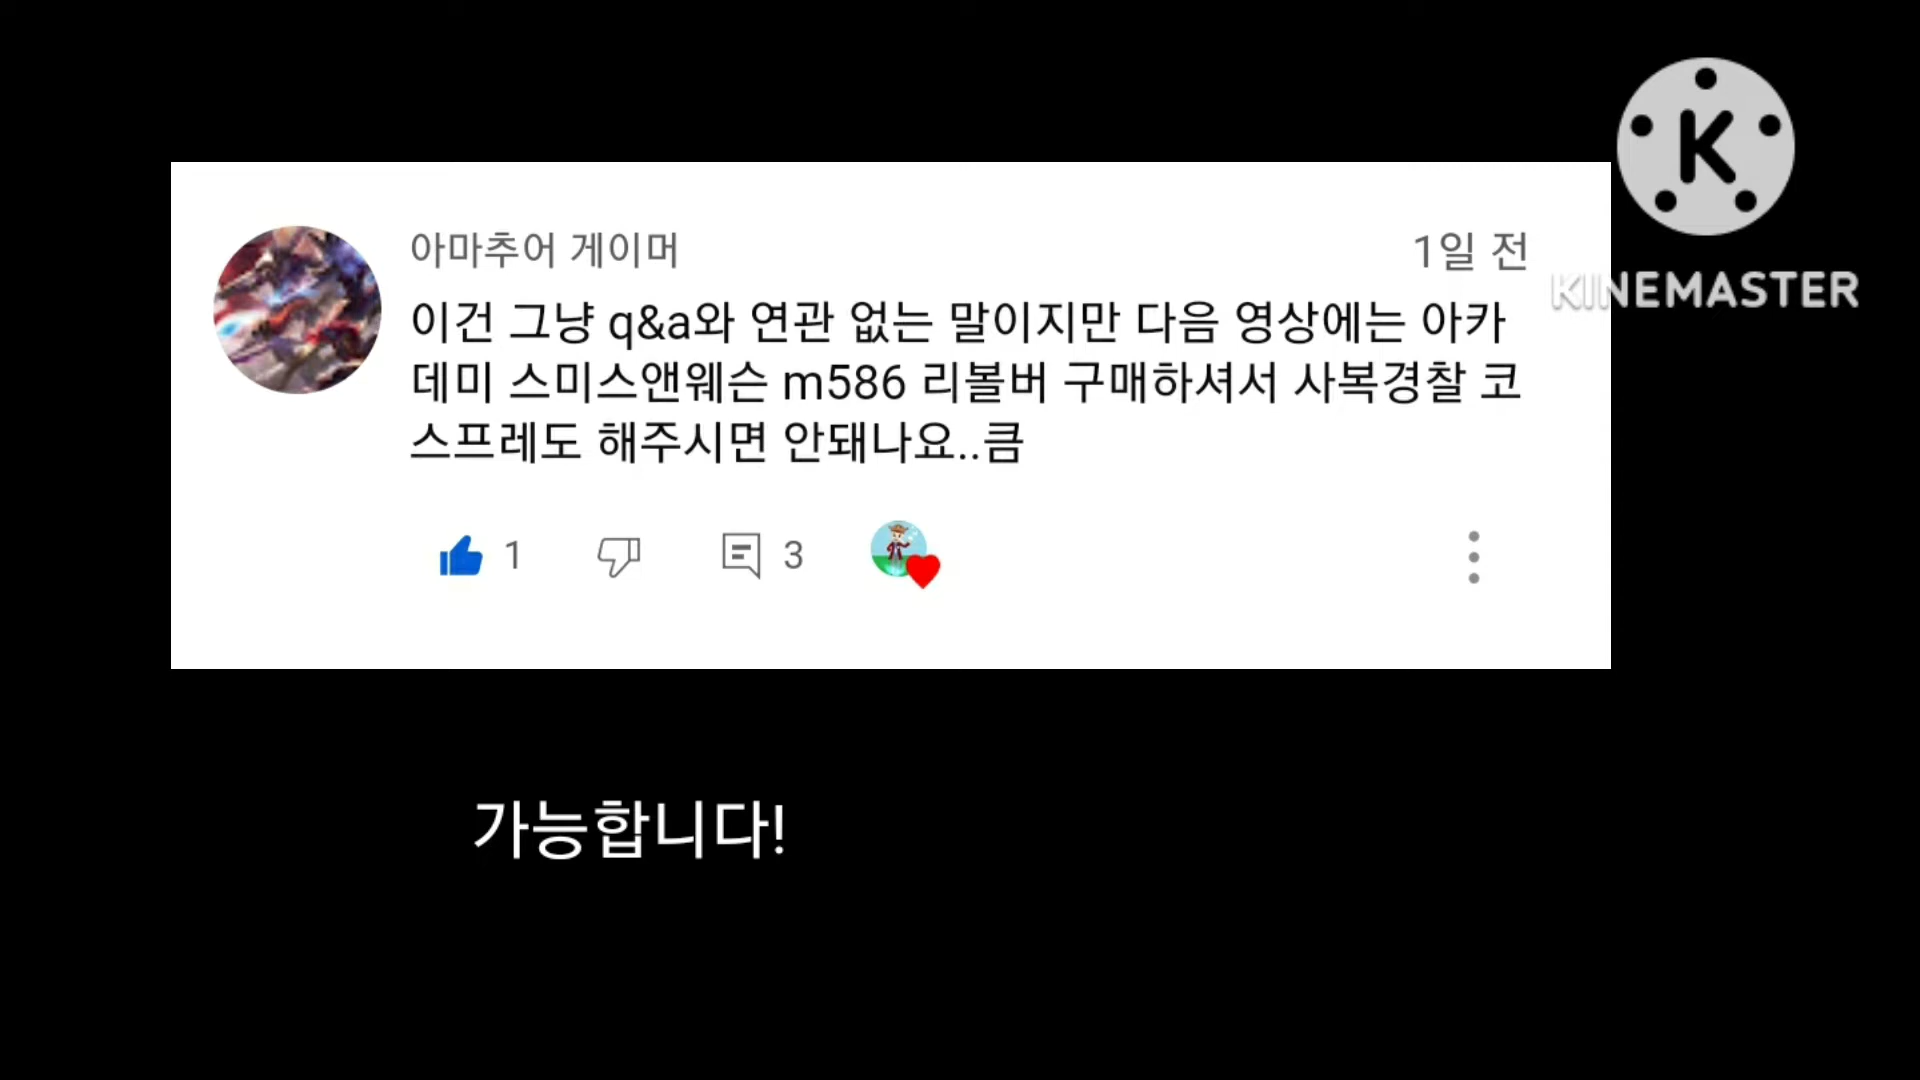 K
KINEMASTER
아마추어 게이머
1일 전
이건 그냥 q&a와 연관 없는 말이지만 다음 영상에는 아카
데미 스미스앤웨슨 m586 리볼버 구매하셔서 사복경찰 코
스프레도 해주시면 안돼나요..큼
1
3
가능합니다!